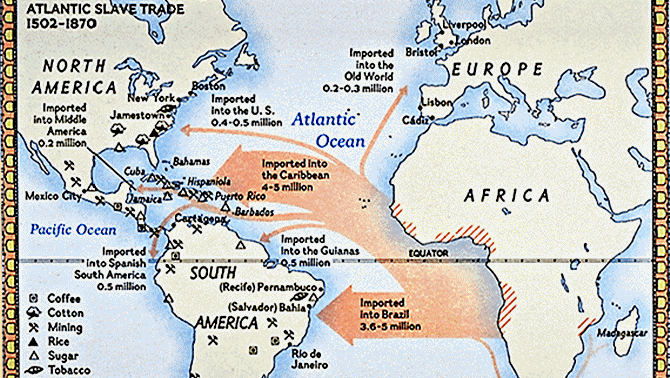 ATLANTIC SLAVE TRADE
1502–1870
NORTH
AMERICA
Imported
into Middle
America
0.2 million
New York
Jamestown
Boston
Imported
into the U. S.
0.4-0.5 million
Atlantic
Ocean
Imported
into the
Old World
0.2-0.3 million
Liverpool
London
Bristol
EUROPE
Lisbon
Cádiz
Imported into
the Caribbean
4-5 million
AFRICA
Bahamas
Cuba
Hispaniola
Puerto Rico
Jamaica
Barbados
Mexico City
Cartagena
Pacific Ocean
Imported
into Spanish
South America
0.5 million
Imported
into the Guianas
0.5 million
EQUATOR
SOUTH
AMERICA
(Recife) Pernambuco
(Salvador) Bahia
Imported
into Brazil
3.6-5 million
Rio de
Janeiro
Madagascar
Coffee
Cotton
Mining
Rice
Sugar
Tobacco